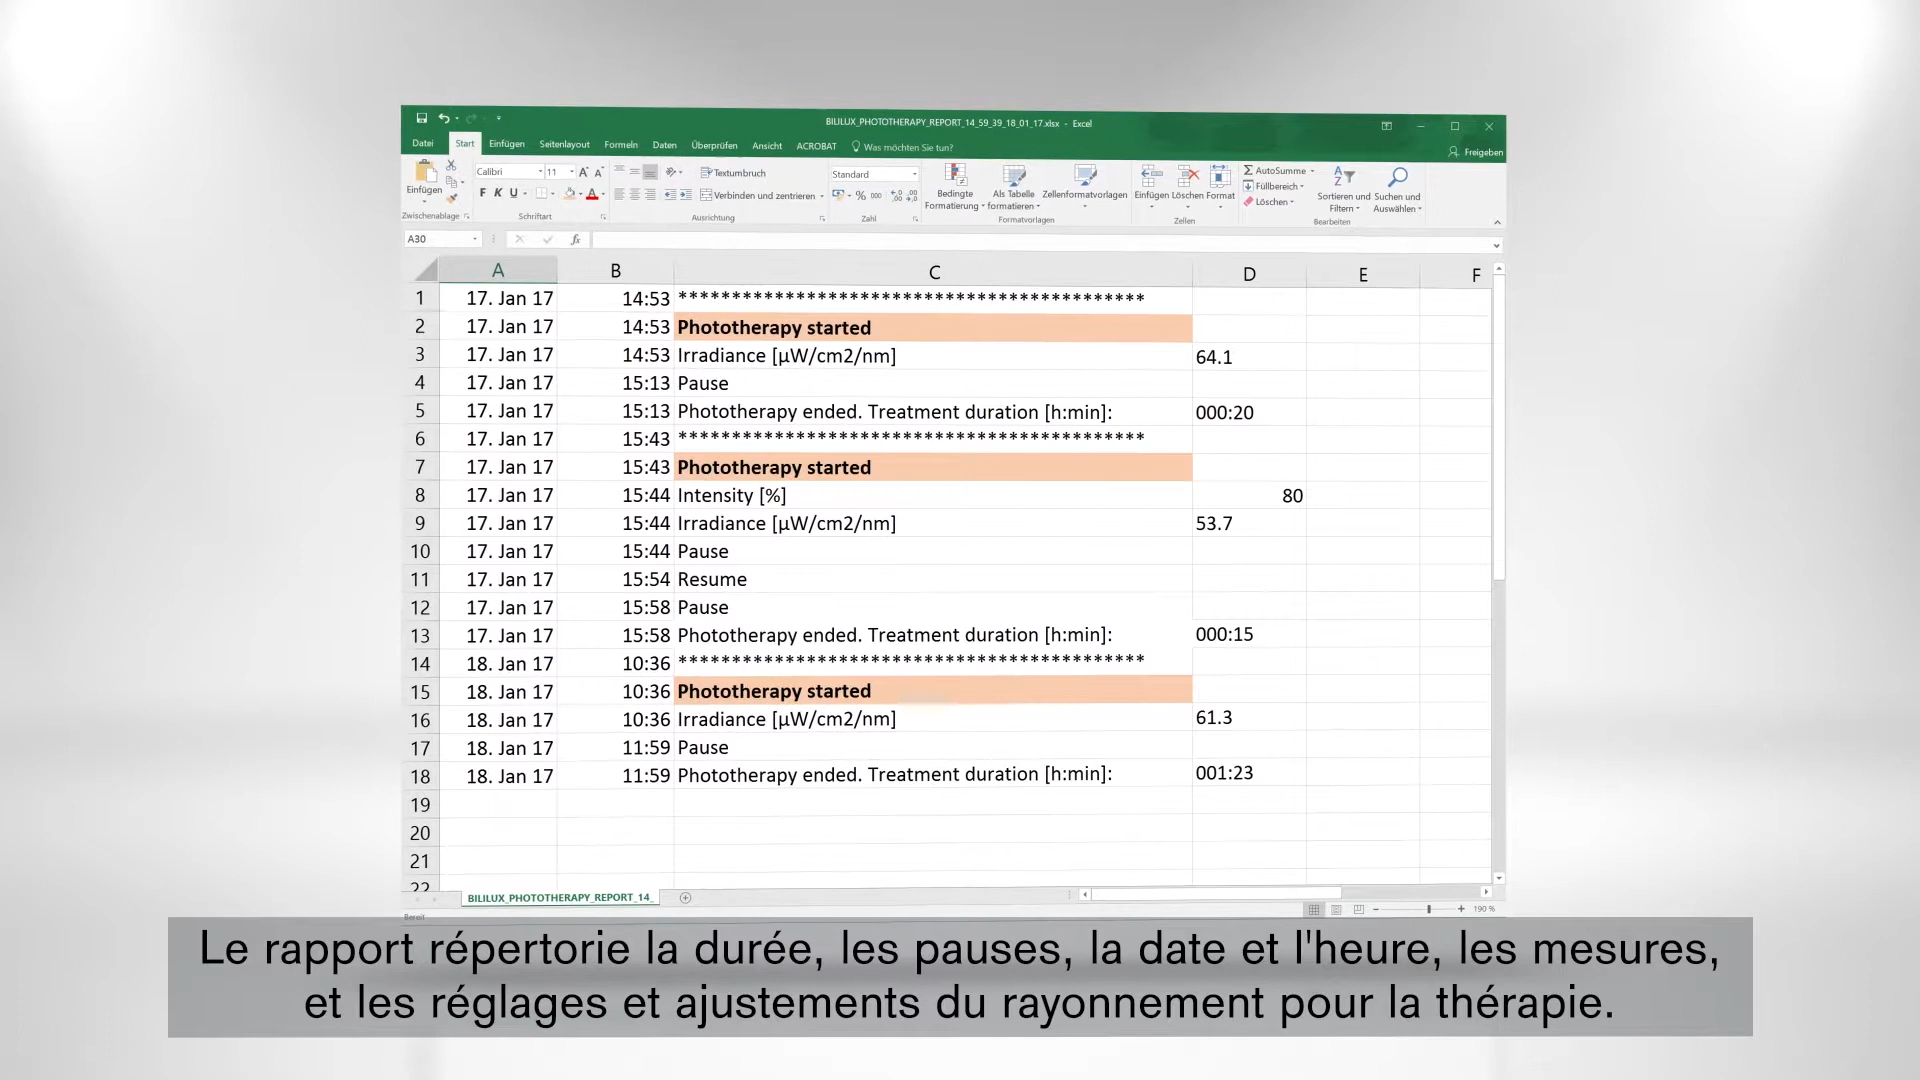 BILILUX_PHOTOTHERAPY_REPORT_14_59_39_18_01_17.xlsx - Excel
Datei Start Einfügen Seitenlayout Formeln Daten Überprüfen Ansicht ACROBAT Was möchten Sie tun? Freigeben
Einfügen
Calibri 11
F K U
Textumbruch
Verbinden und zentrieren
Standard
% 000
Bedingte Formatierung
Als Tabelle formatieren
Zellenformatvorlagen
Einfügen Löschen Format
AutoSumme
Füllbereich
Löschen
Sortieren und Filtern
Suchen und Auswählen
Zwischenablage Schriftart Ausrichtung Zahl Formatvorlagen Zellen Bearbeiten
A30 fx
A B C D E F
1 17. Jan 17 14:53 ********************************************
2 17. Jan 17 14:53 Phototherapy started
3 17. Jan 17 14:53 Irradiance [µW/cm2/nm] 64.1
4 17. Jan 17 15:13 Pause
5 17. Jan 17 15:13 Phototherapy ended. Treatment duration [h:min]: 000:20
6 17. Jan 17 15:43 ********************************************
7 17. Jan 17 15:43 Phototherapy started
8 17. Jan 17 15:44 Intensity [%] 80
9 17. Jan 17 15:44 Irradiance [µW/cm2/nm] 53.7
10 17. Jan 17 15:44 Pause
11 17. Jan 17 15:54 Resume
12 17. Jan 17 15:58 Pause
13 17. Jan 17 15:58 Phototherapy ended. Treatment duration [h:min]: 000:15
14 18. Jan 17 10:36 ********************************************
15 18. Jan 17 10:36 Phototherapy started
16 18. Jan 17 10:36 Irradiance [µW/cm2/nm] 61.3
17 18. Jan 17 11:59 Pause
18 18. Jan 17 11:59 Phototherapy ended. Treatment duration [h:min]: 001:23
19
20
21
22
BILILUX_PHOTOTHERAPY_REPORT_14_
Bereit 190 %
Le rapport répertorie la durée, les pauses, la date et l'heure, les mesures,
et les réglages et ajustements du rayonnement pour la thérapie.